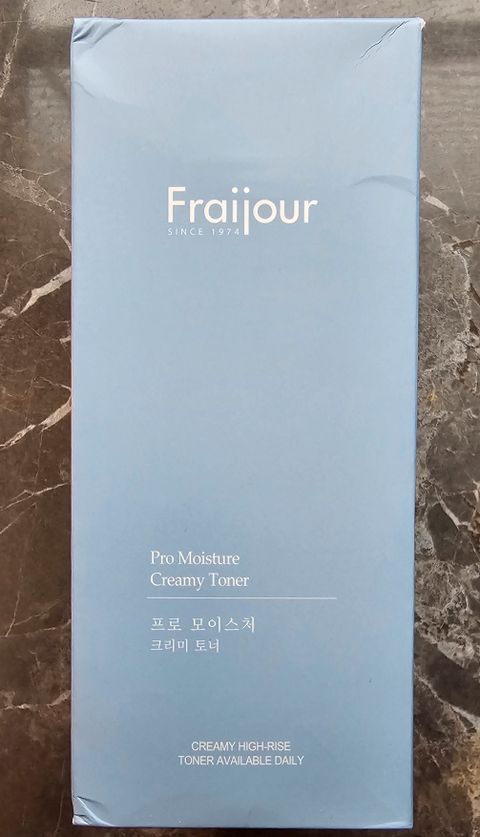 Fraijour
SINCE 1974
Pro Moisture
Creamy Toner
프로 모이스처
크리미 토너
CREAMY HIGH-RISE
TONER AVAILABLE DAILY